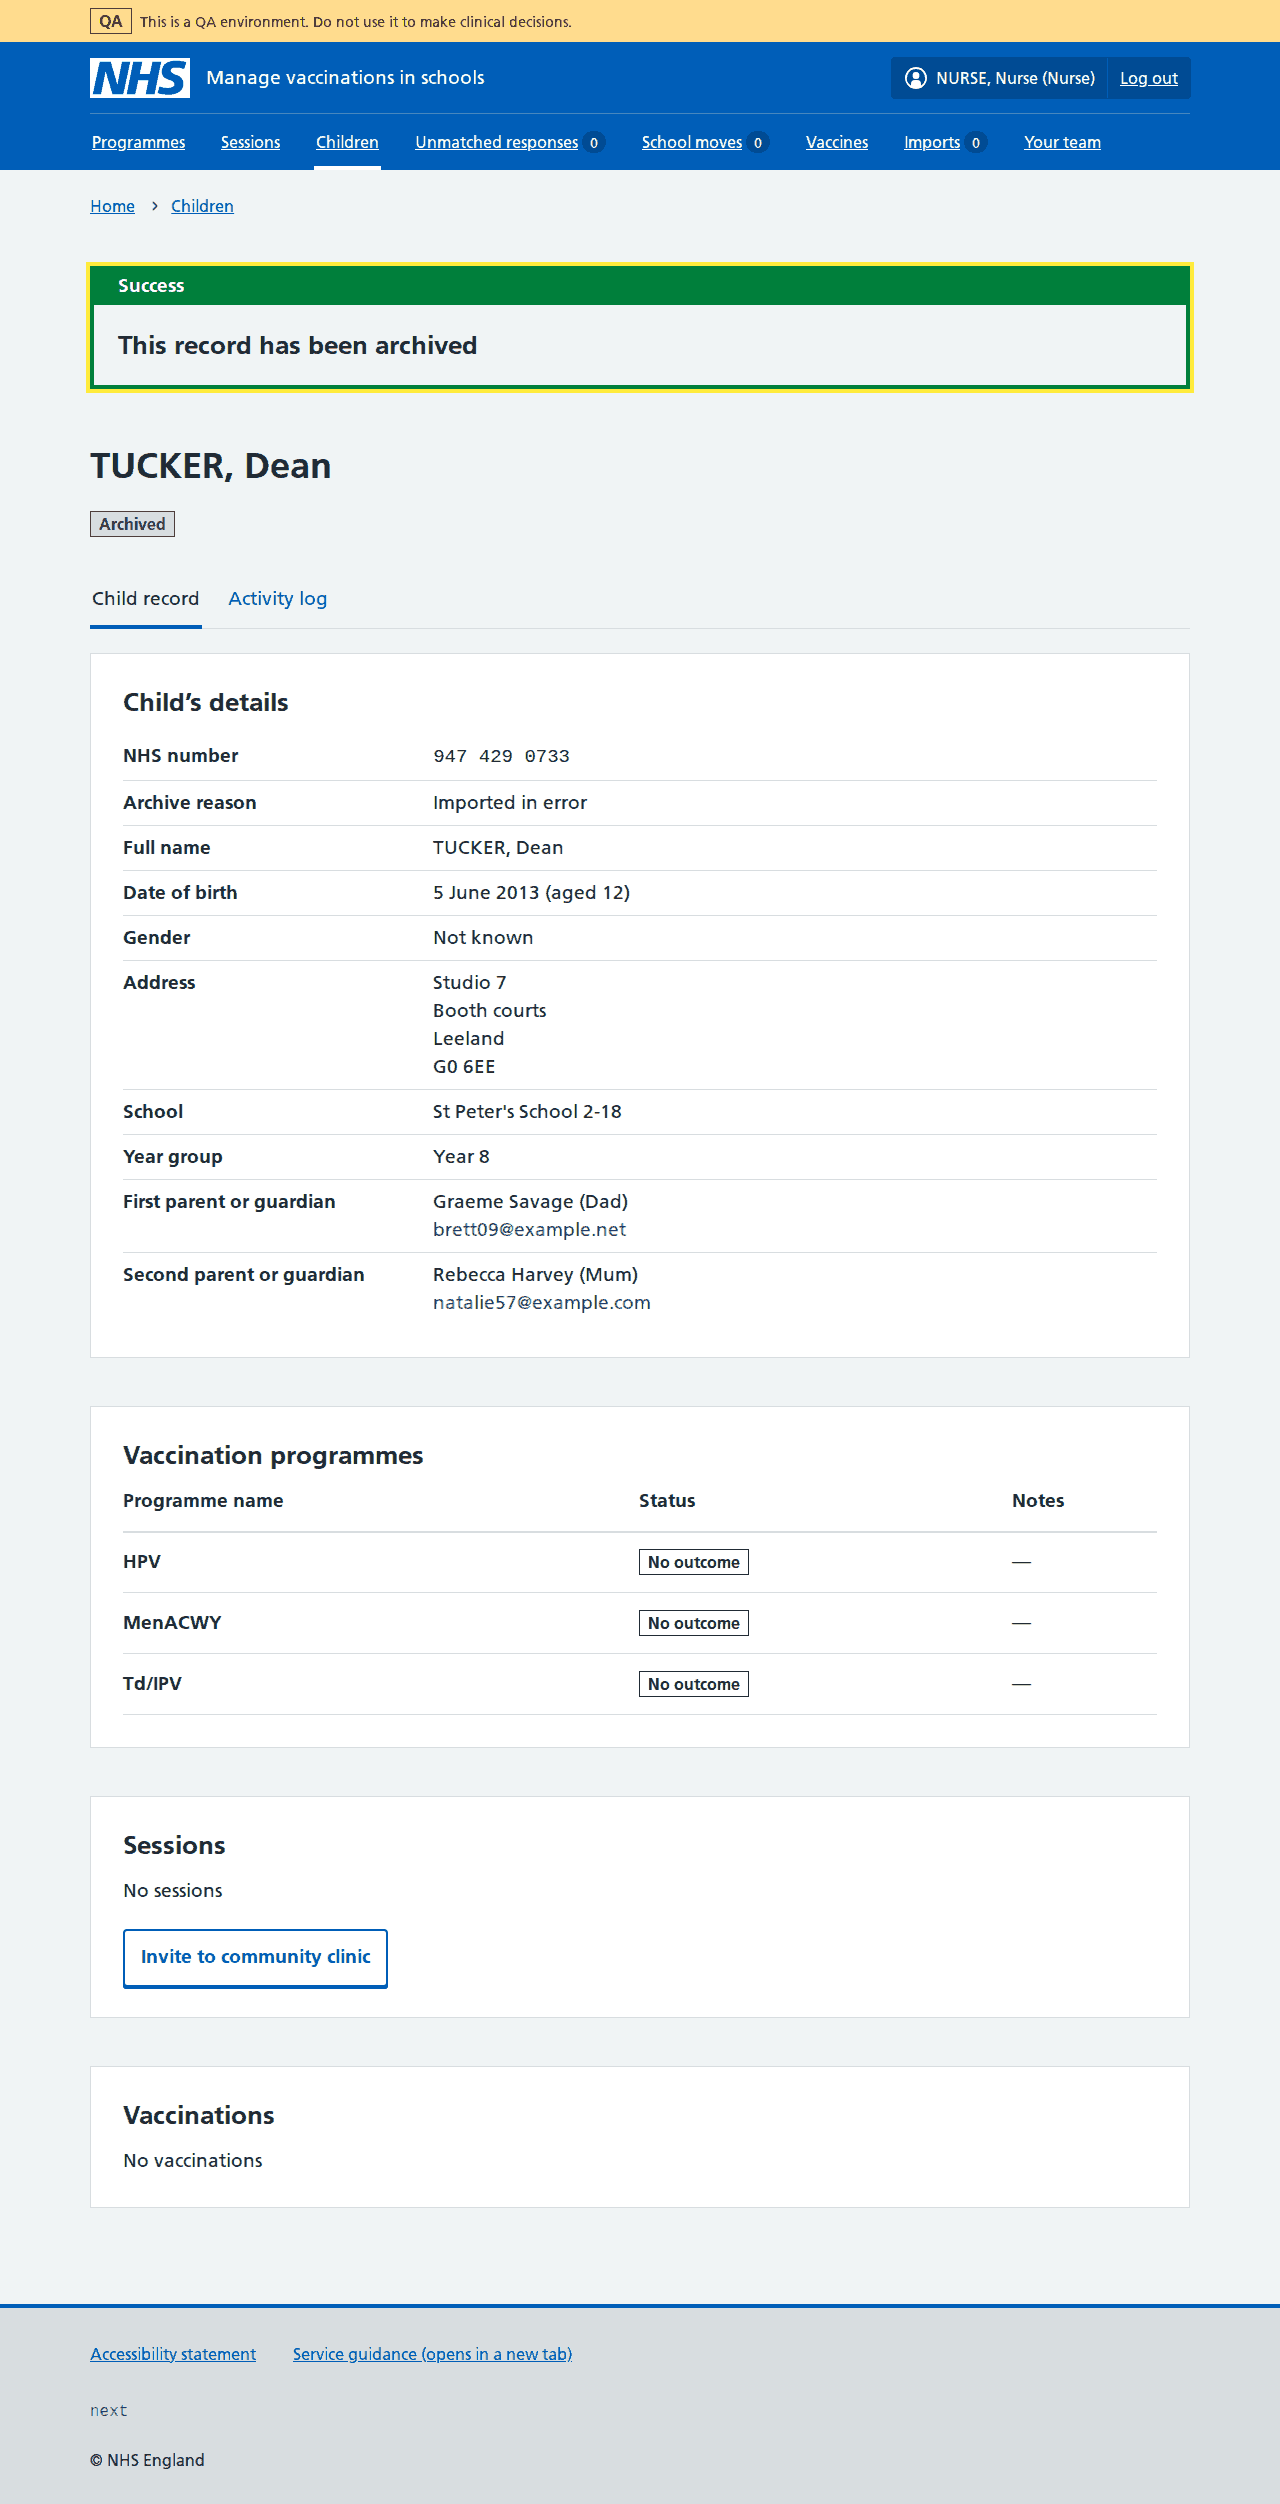 QA This is a QA environment. Do not use it to make clinical decisions.
NHS Manage vaccinations in schools NURSE, Nurse (Nurse) Log out
Programmes Sessions Children Unmatched responses 0 School moves 0 Vaccines Imports 0 Your team
Home Children
Success
This record has been archived
TUCKER, Dean
Archived
Child record Activity log
Child’s details
NHS number 947 429 0733
Archive reason Imported in error
Full name TUCKER, Dean
Date of birth 5 June 2013 (aged 12)
Gender Not known
Address Studio 7
Booth courts
Leeland
G0 6EE
School St Peter's School 2-18
Year group Year 8
First parent or guardian Graeme Savage (Dad)
brett09@example.net
Second parent or guardian Rebecca Harvey (Mum)
natalie57@example.com
Vaccination programmes
Programme name Status Notes
HPV No outcome —
MenACWY No outcome —
Td/IPV No outcome —
Sessions
No sessions
Invite to community clinic
Vaccinations
No vaccinations
Accessibility statement Service guidance (opens in a new tab)
next
© NHS England